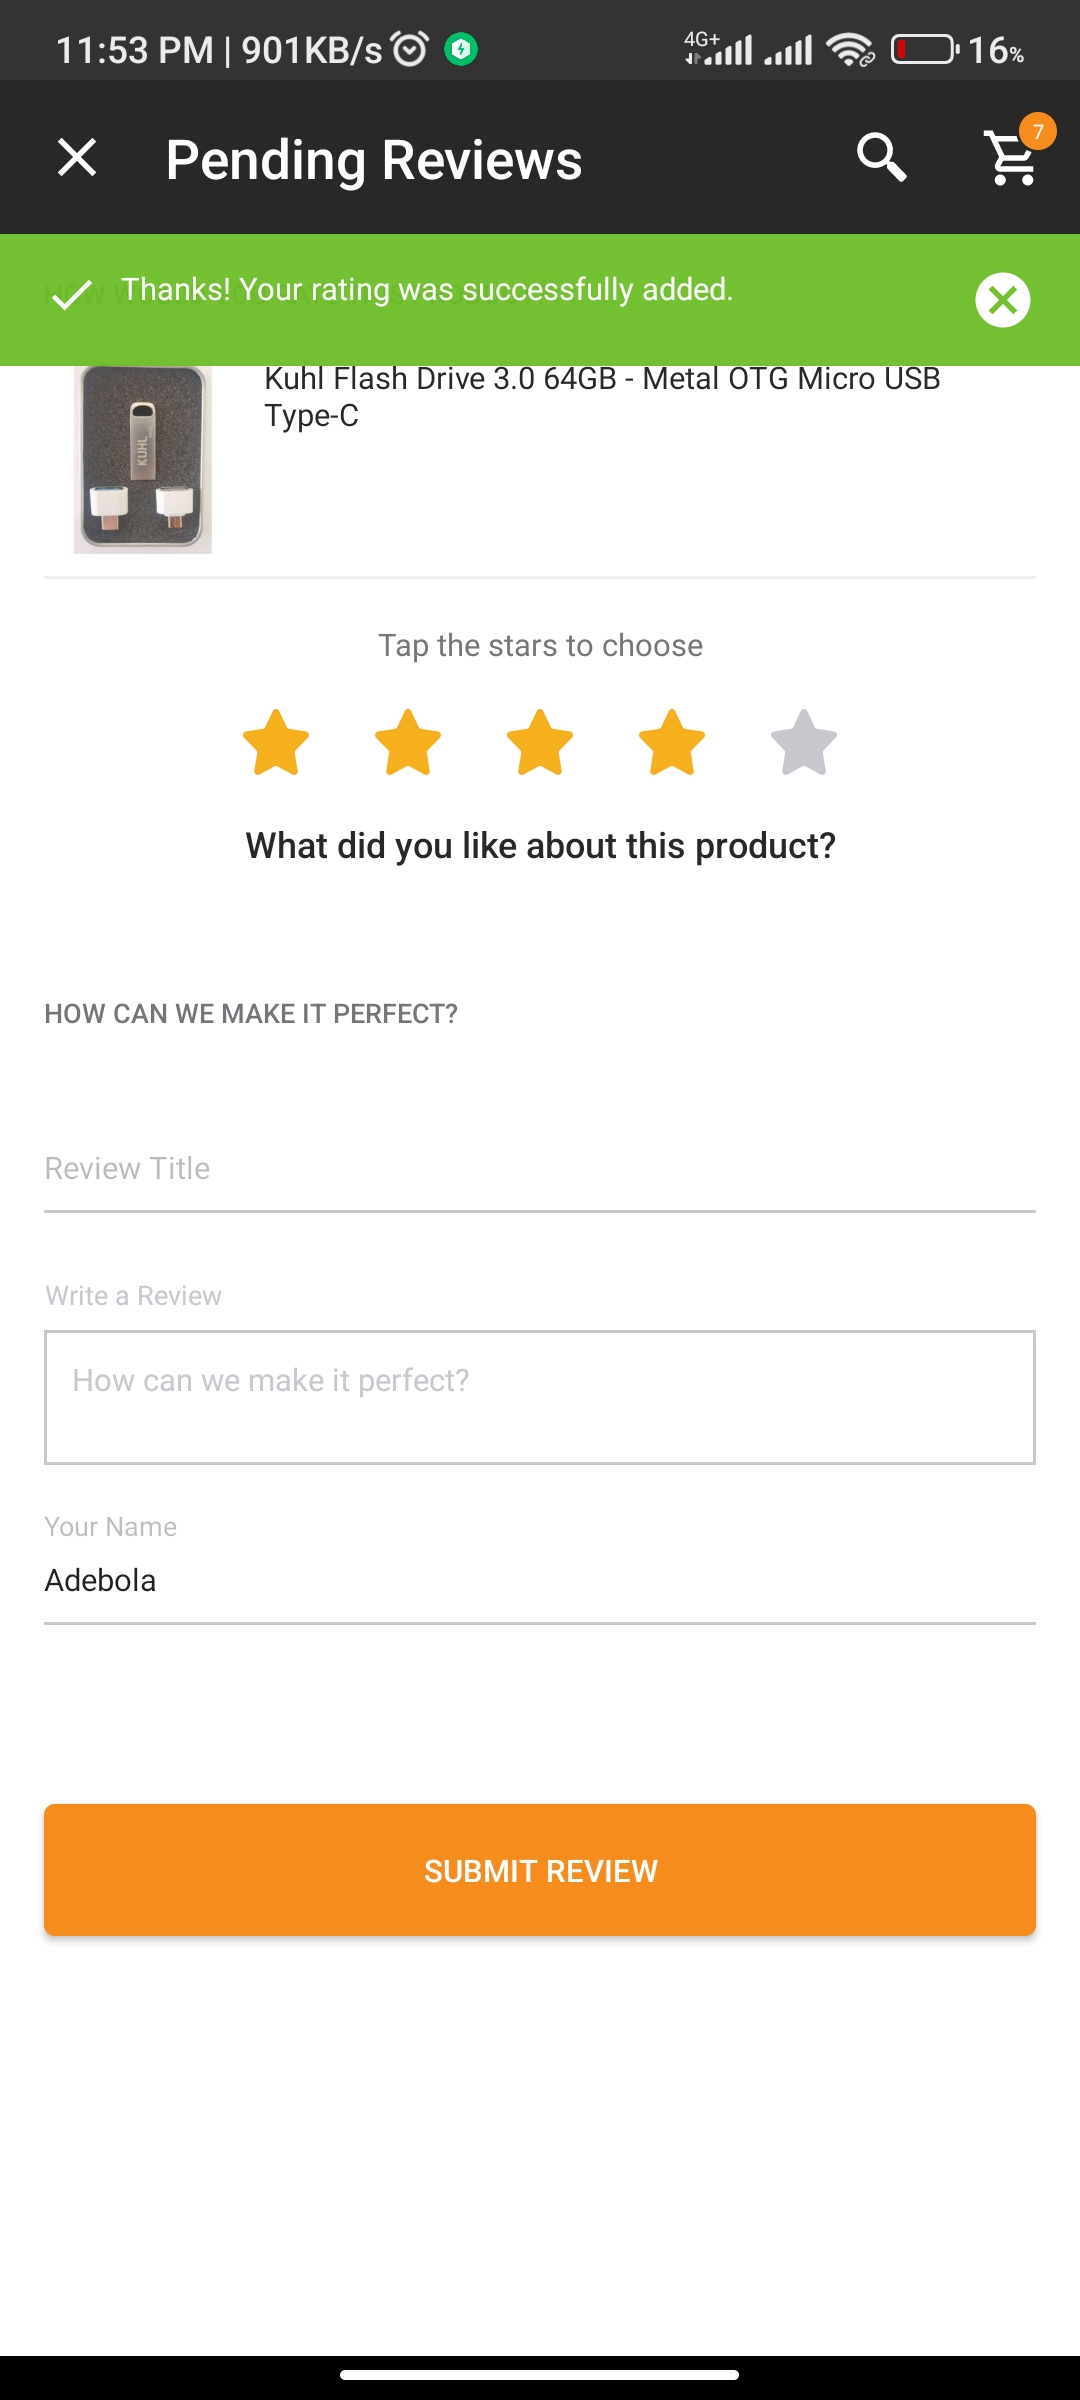 11:53 PM | 901KB/s 4G+ 16%
Pending Reviews 7
Thanks! Your rating was successfully added.
Kuhl Flash Drive 3.0 64GB - Metal OTG Micro USB
Type-C
KUHL
Tap the stars to choose
What did you like about this product?
HOW CAN WE MAKE IT PERFECT?
Review Title
Write a Review
How can we make it perfect?
Your Name
Adebola
SUBMIT REVIEW